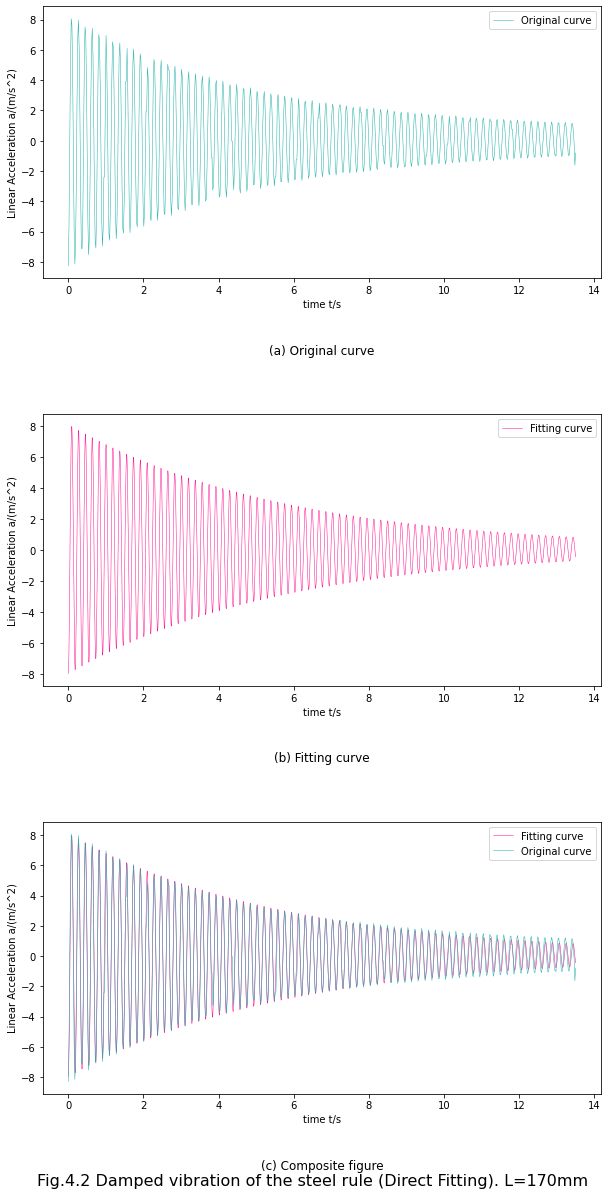 Original curve
Linear Acceleration a/(m/s^2)
8
6
4
2
0
−2
−4
−6
−8
0 2 4 6 8 10 12 14
time t/s
(a) Original curve
Fitting curve
Linear Acceleration a/(m/s^2)
8
6
4
2
0
−2
−4
−6
−8
0 2 4 6 8 10 12 14
time t/s
(b) Fitting curve
Fitting curve
Original curve
Linear Acceleration a/(m/s^2)
8
6
4
2
0
−2
−4
−6
−8
0 2 4 6 8 10 12 14
time t/s
(c) Composite figure
Fig.4.2 Damped vibration of the steel rule (Direct Fitting). L=170mm